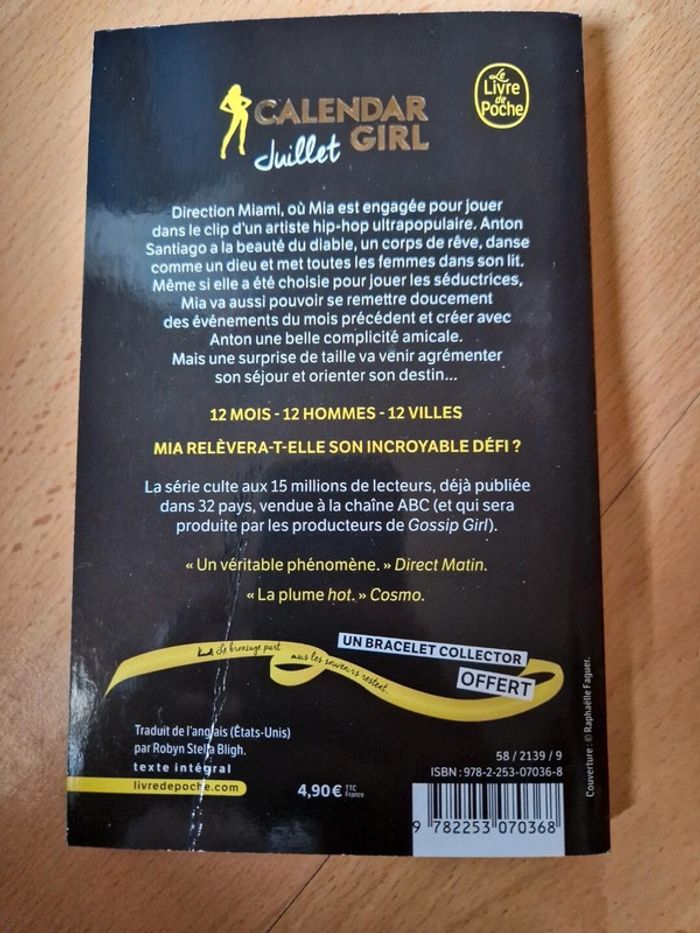 CALENDAR
Juillet GIRL
Le
Livre
de
Poche
Direction Miami, où Mia est engagée pour jouer
dans le clip d'un artiste hip-hop ultrapopulaire. Anton
Santiago a la beauté du diable, un corps de rêve, danse
comme un dieu et met toutes les femmes dans son lit.
Même si elle a été choisie pour jouer les séductrices,
Mia va aussi pouvoir se remettre doucement
des événements du mois précédent et créer avec
Anton une belle complicité amicale.
Mais une surprise de taille va venir agrémenter
son séjour et orienter son destin...
12 MOIS - 12 HOMMES - 12 VILLES
MIA RELÈVERA-T-ELLE SON INCROYABLE DÉFI ?
La série culte aux 15 millions de lecteurs, déjà publiée
dans 32 pays, vendue à la chaîne ABC (et qui sera
produite par les producteurs de Gossip Girl).
« Un véritable phénomène. » Direct Matin.
« La plume hot. » Cosmo.
Le bronzage part
mais les souvenirs restent.
UN BRACELET COLLECTOR
OFFERT
Traduit de l'anglais (États-Unis)
par Robyn Stella Bligh.
texte intégral
livredepoche.com
4,90 € TTC
France
58 / 2139 / 9
ISBN : 978-2-253-07036-8
9 782253 070368
Couverture : © Raphaëlle Faguer.